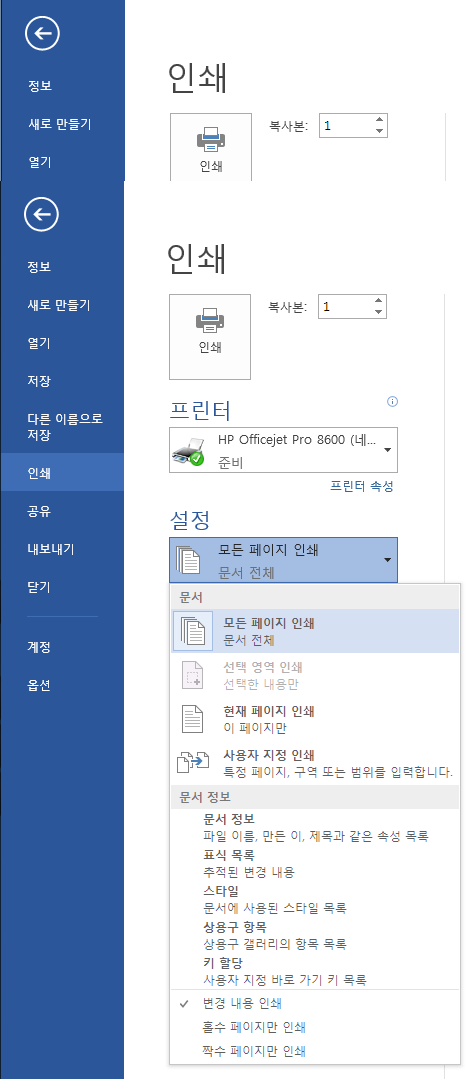 정보
새로 만들기
열기
인쇄
복사본:
1
인쇄
정보
새로 만들기
열기
저장
다른 이름으로
저장
인쇄
공유
내보내기
닫기
계정
옵션
인쇄
복사본:
1
인쇄
프린터
HP Officejet Pro 8600 (네...
준비
프린터 속성
설정
모든 페이지 인쇄
문서 전체
문서
모든 페이지 인쇄
문서 전체
선택 영역 인쇄
선택한 내용만
현재 페이지 인쇄
이 페이지만
사용자 지정 인쇄
특정 페이지, 구역 또는 범위를 입력합니다.
문서 정보
문서 정보
파일 이름, 만든 이, 제목과 같은 속성 목록
표식 목록
추적된 변경 내용
스타일
문서에 사용된 스타일 목록
상용구 항목
상용구 갤러리의 항목 목록
키 할당
사용자 지정 바로 가기 키 목록
변경 내용 인쇄
홀수 페이지만 인쇄
짝수 페이지만 인쇄